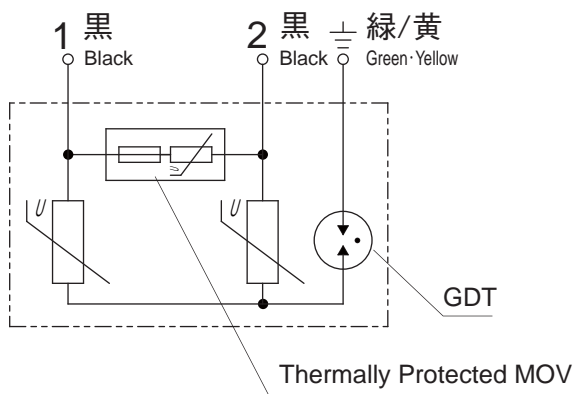 1 黒 2 黒 緑/黄
Black Black Green·Yellow
U
U U
GDT
Thermally Protected MOV